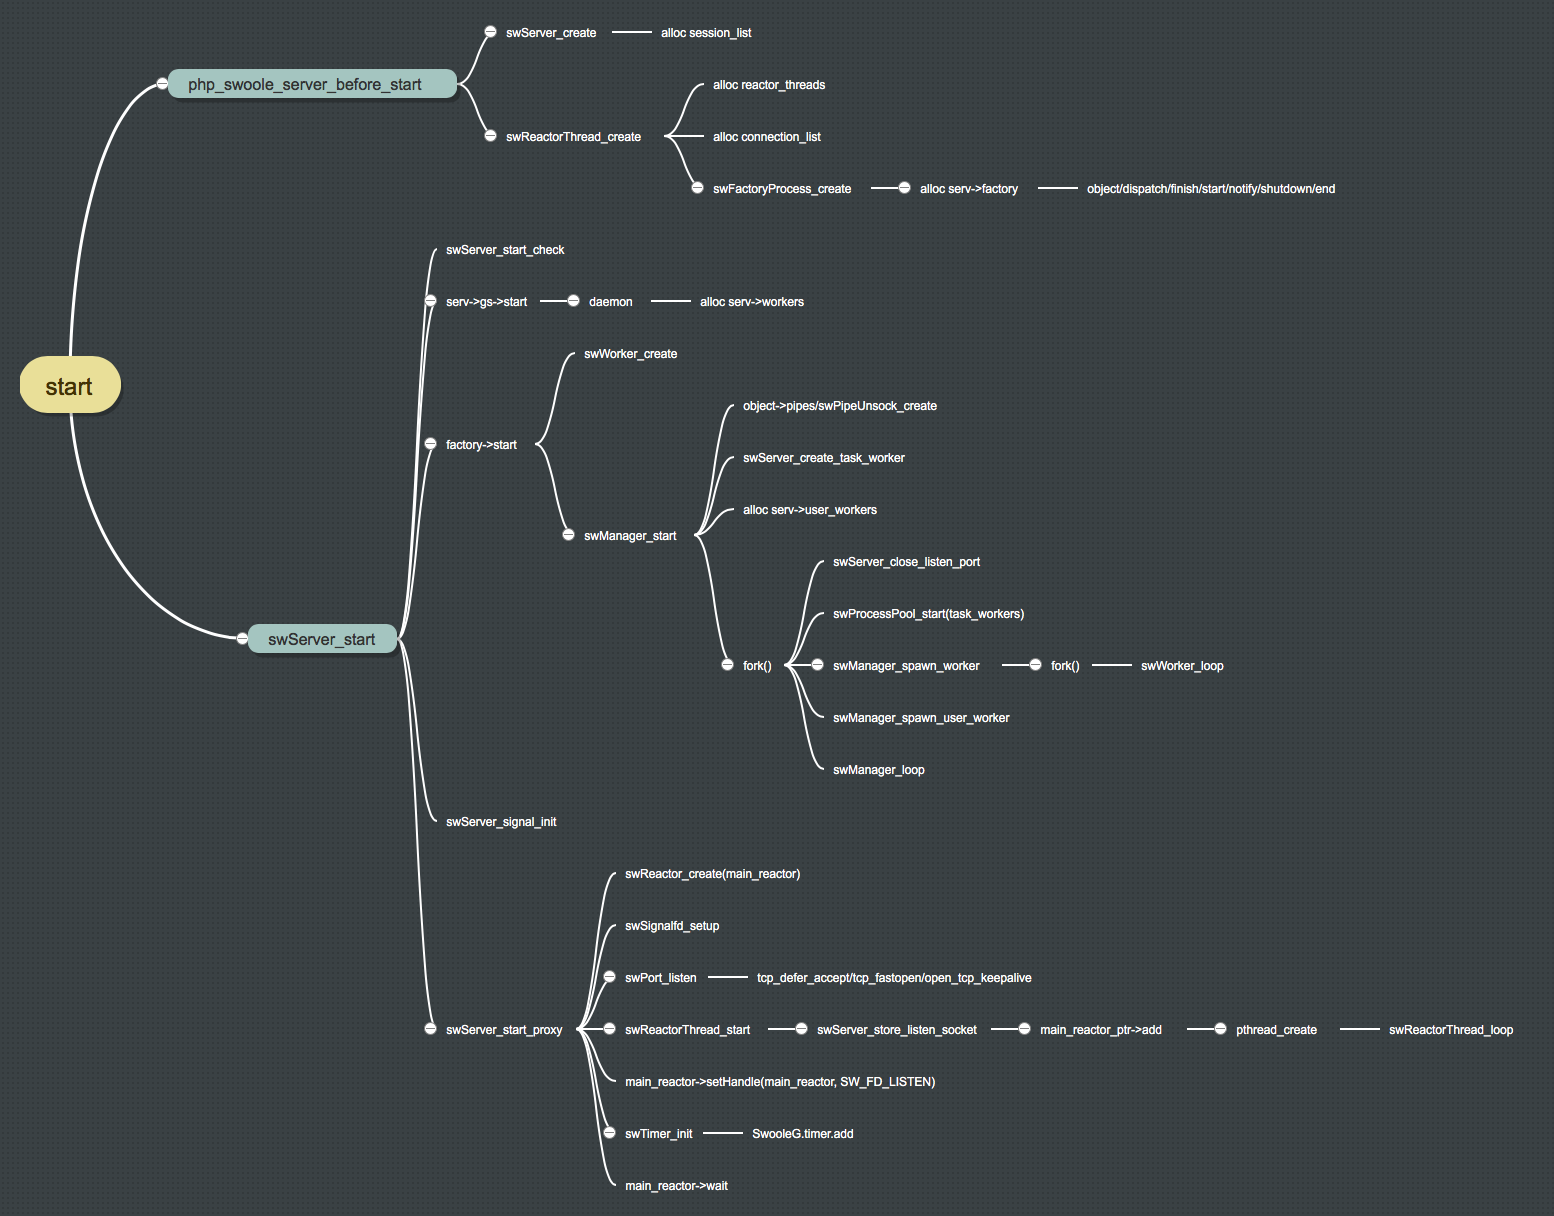 start
php_swoole_server_before_start
swServer_create
alloc session_list
swReactorThread_create
alloc reactor_threads
alloc connection_list
swFactoryProcess_create
alloc serv->factory
object/dispatch/finish/start/notify/shutdown/end
swServer_start
swServer_start_check
serv->gs->start
daemon
alloc serv->workers
factory->start
swWorker_create
swManager_start
object->pipes/swPipeUnsock_create
swServer_create_task_worker
alloc serv->user_workers
fork()
swServer_close_listen_port
swProcessPool_start(task_workers)
swManager_spawn_worker
fork()
swWorker_loop
swManager_spawn_user_worker
swManager_loop
swServer_signal_init
swServer_start_proxy
swReactor_create(main_reactor)
swSignalfd_setup
swPort_listen
tcp_defer_accept/tcp_fastopen/open_tcp_keepalive
swReactorThread_start
swServer_store_listen_socket
main_reactor_ptr->add
pthread_create
swReactorThread_loop
main_reactor->setHandle(main_reactor, SW_FD_LISTEN)
swTimer_init
SwooleG.timer.add
main_reactor->wait